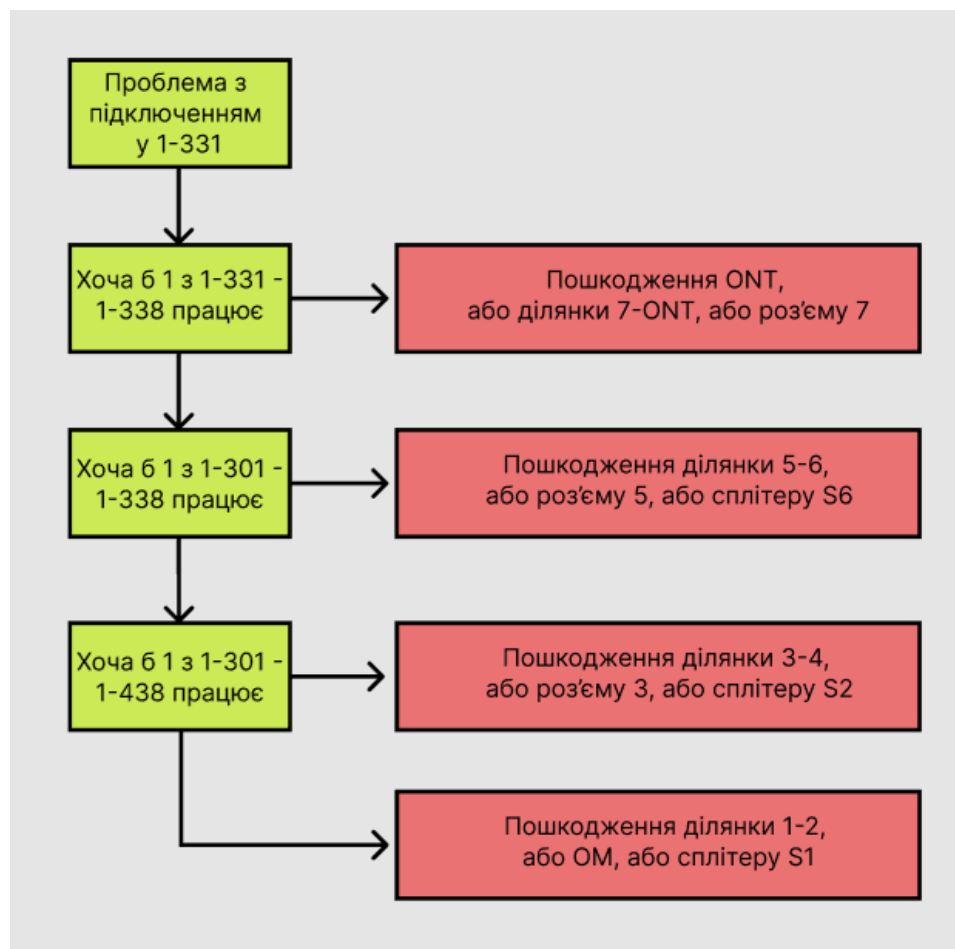 Проблема з
підключенням
у 1-331
Хоча б 1 з 1-331 -
1-338 працює
Пошкодження ONT,
або ділянки 7-ONT, або роз’єму 7
Хоча б 1 з 1-301 -
1-338 працює
Пошкодження ділянки 5-6,
або роз’єму 5, або сплітеру S6
Хоча б 1 з 1-301 -
1-438 працює
Пошкодження ділянки 3-4,
або роз’єму 3, або сплітеру S2
Пошкодження ділянки 1-2,
або ОМ, або сплітеру S1